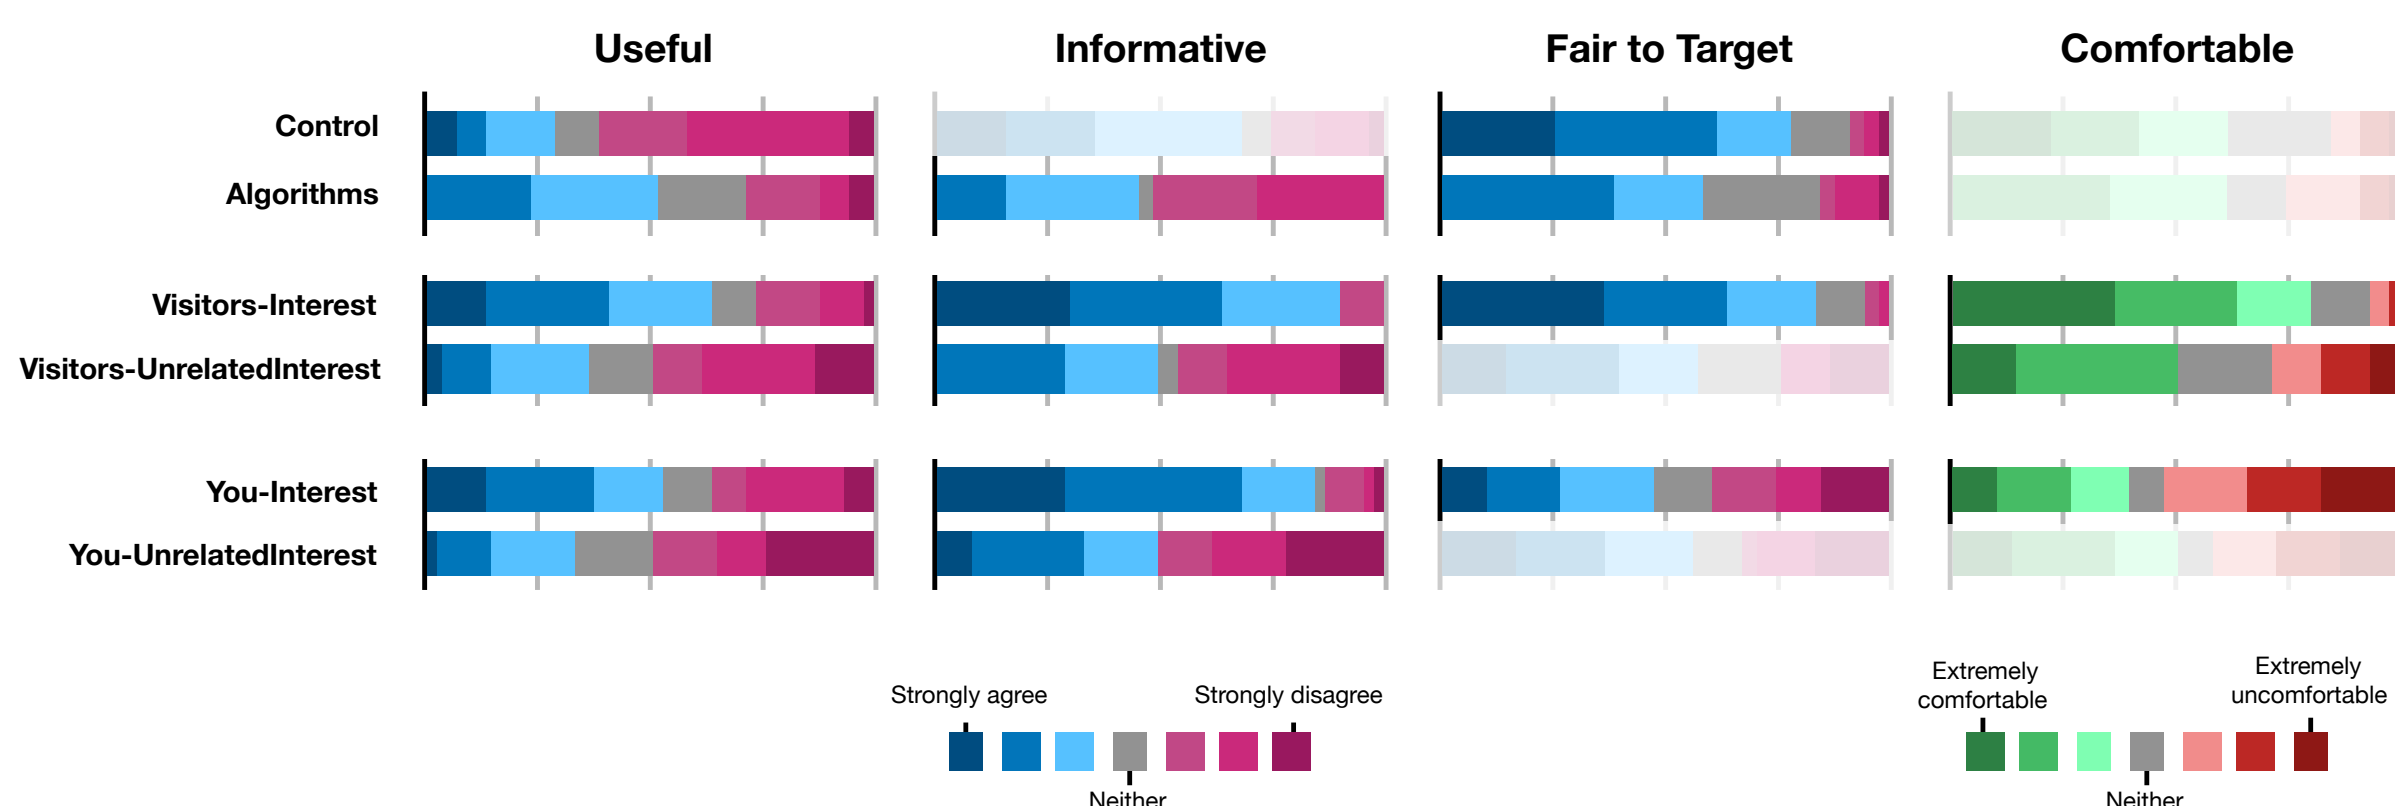 Useful Informative Fair to Target Comfortable
Control
Algorithms
Visitors-Interest
Visitors-UnrelatedInterest
You-Interest
You-UnrelatedInterest
Strongly agree Strongly disagree
Neither
Extremely
comfortable
Extremely
uncomfortable
Neither